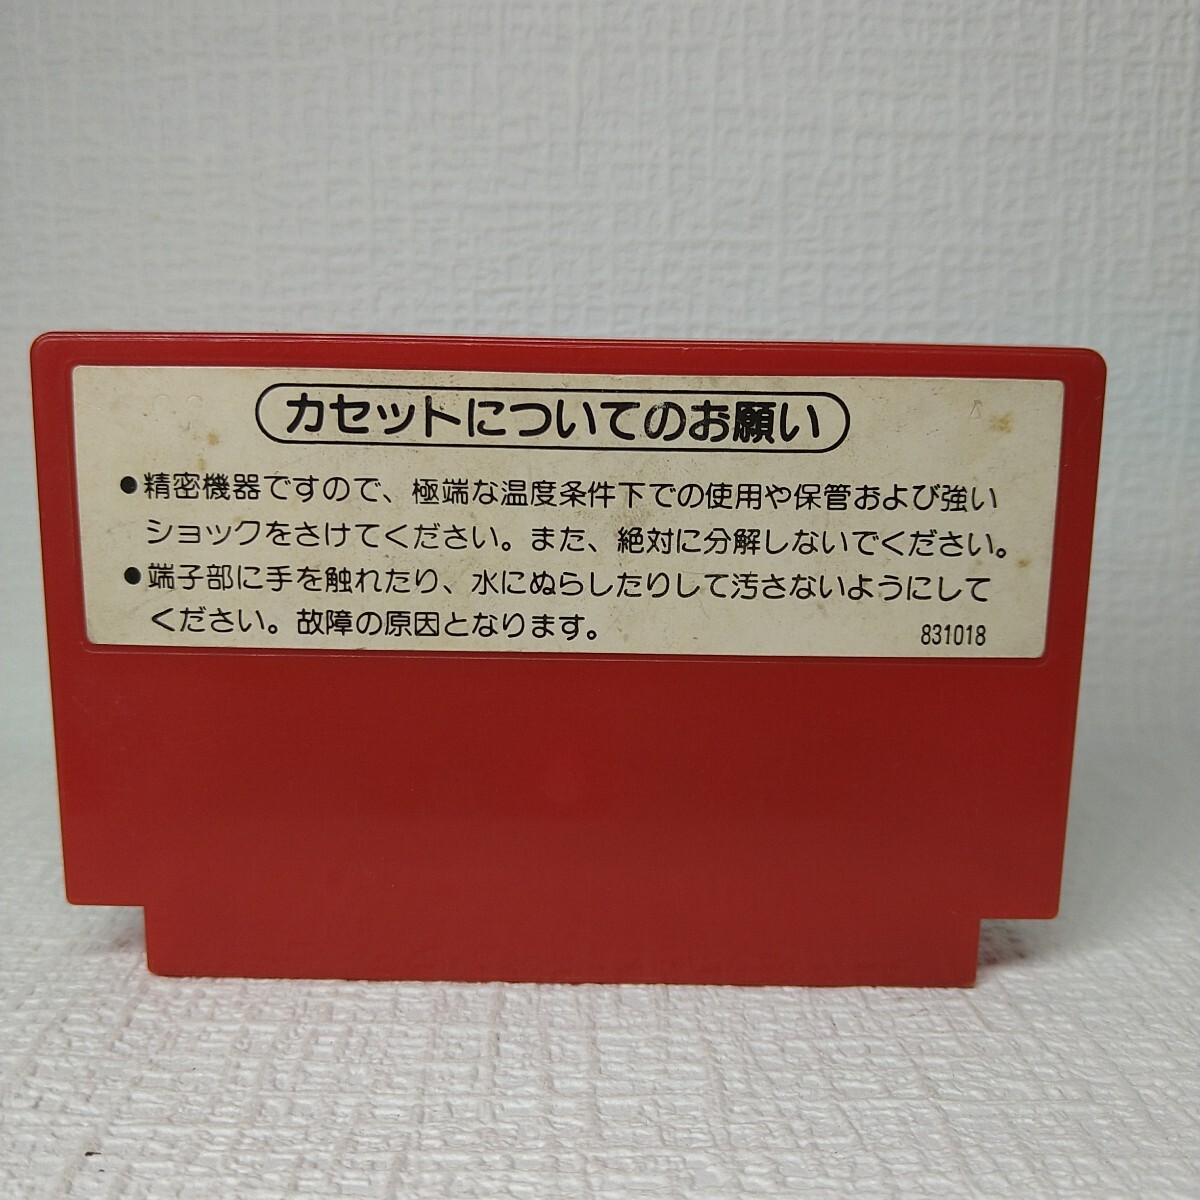 カセットについてのお願い
●精密機器ですので、極端な温度条件下での使用や保管および強い
ショックをさけてください。また、絶対に分解しないでください。
●端子部に手を触れたり、水にぬらしたりして汚さないようにして
ください。故障の原因となります。
831018